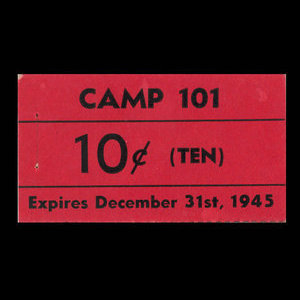 CAMP 101
10¢ (TEN)
Expires December 31st, 1945